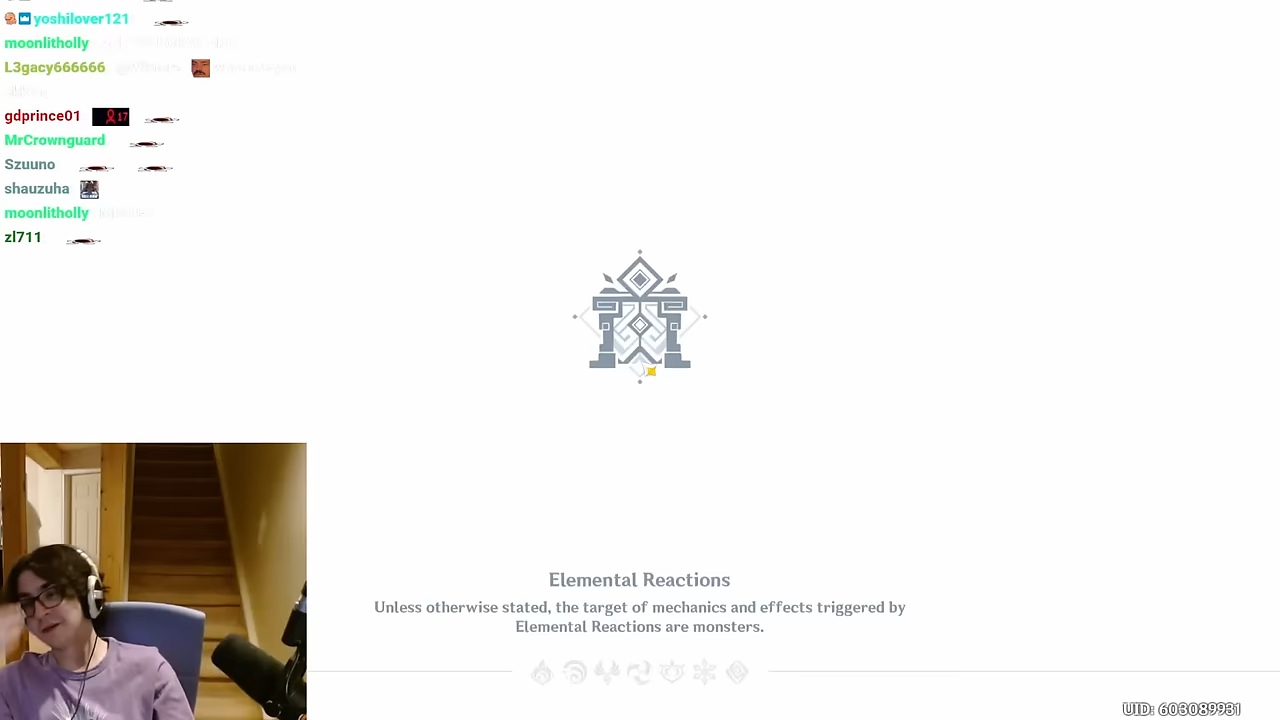 yoshilover121
moonlitholly
L3gacy666666
gdprince01 17
MrCrownguard
Szuuno
shauzuha
moonlitholly
zl711
Elemental Reactions
Unless otherwise stated, the target of mechanics and effects triggered by
Elemental Reactions are monsters.
UID: 603089931